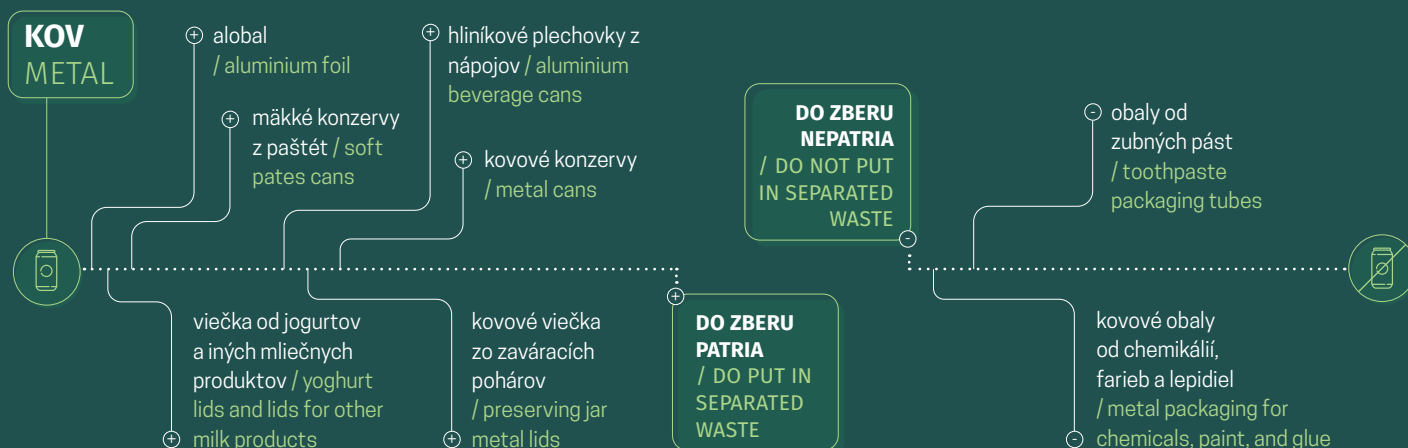 KOV
METAL
alobal
/ aluminium foil
mäkké konzervy
z paštét / soft
pates cans
hliníkové plechovky z
nápojov / aluminium
beverage cans
kovové konzervy
/ metal cans
viečka od jogurtov
a iných mliečnych
produktov / yoghurt
lids and lids for other
milk products
kovové viečka
zo zaváracích
pohárov
/ preserving jar
metal lids
DO ZBERU
PATRIA
/ DO PUT IN
SEPARATED
WASTE
DO ZBERU
NEPATRIA
/ DO NOT PUT
IN SEPARATED
WASTE
obaly od
zubných pást
/ toothpaste
packaging tubes
kovové obaly
od chemikálií,
farieb a lepidiel
/ metal packaging for
chemicals, paint, and glue